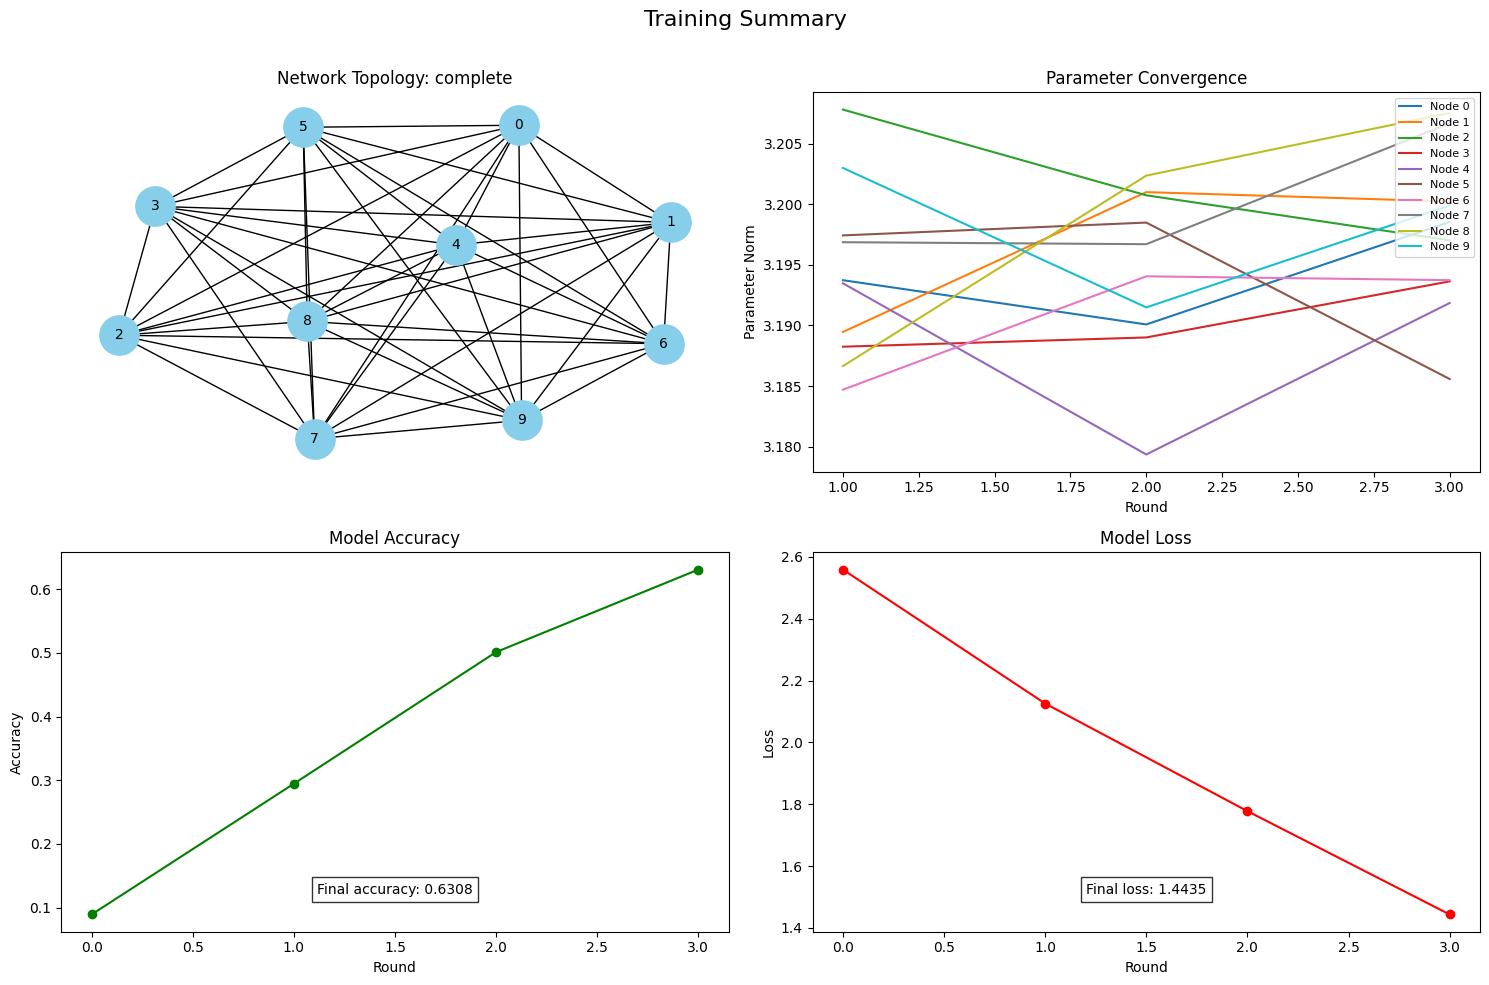 Training Summary
Network Topology: complete
5
0
3
1
4
8
2
6
9
7
Parameter Convergence
Parameter Norm
3.205
3.200
3.195
3.190
3.185
3.180
Node 0
Node 1
Node 2
Node 3
Node 4
Node 5
Node 6
Node 7
Node 8
Node 9
1.00 1.25 1.50 1.75 2.00 2.25 2.50 2.75 3.00
Round
Model Accuracy
Accuracy
0.6
0.5
0.4
0.3
0.2
0.1
Final accuracy: 0.6308
0.0 0.5 1.0 1.5 2.0 2.5 3.0
Round
Model Loss
Loss
2.6
2.4
2.2
2.0
1.8
1.6
1.4
Final loss: 1.4435
0.0 0.5 1.0 1.5 2.0 2.5 3.0
Round